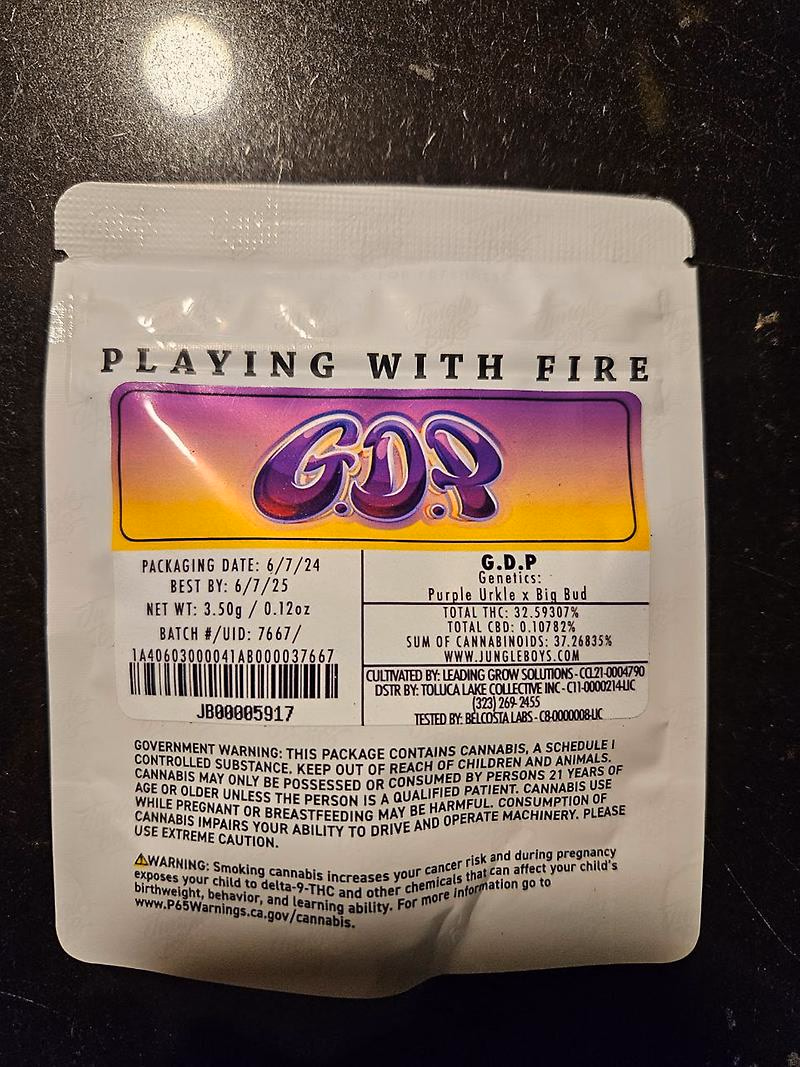 PLAYING WITH FIRE
G.D.P
PACKAGING DATE: 6/7/24
BEST BY: 6/7/25
NET WT: 3.50g / 0.12oz
BATCH #/UID: 7667/
1A40603000041AB000037667
JB00005917
G.D.P
Genetics:
Purple Urkle x Big Bud
TOTAL THC: 32.59307%
TOTAL CBD: 0.10782%
SUM OF CANNABINOIDS: 37.26835%
WWW.JUNGLEBOYS.COM
CULTIVATED BY: LEADING GROW SOLUTIONS - CCL21-0004790
DSTR BY: TOLUCA LAKE COLLECTIVE INC - C11-0000214-LIC
(323) 269-2455
TESTED BY: BELCOSTA LABS - C8-0000008-LIC
GOVERNMENT WARNING: THIS PACKAGE CONTAINS CANNABIS, A SCHEDULE I
CONTROLLED SUBSTANCE. KEEP OUT OF REACH OF CHILDREN AND ANIMALS.
CANNABIS MAY ONLY BE POSSESSED OR CONSUMED BY PERSONS 21 YEARS OF
AGE OR OLDER UNLESS THE PERSON IS A QUALIFIED PATIENT. CANNABIS USE
WHILE PREGNANT OR BREASTFEEDING MAY BE HARMFUL. CONSUMPTION OF
CANNABIS IMPAIRS YOUR ABILITY TO DRIVE AND OPERATE MACHINERY. PLEASE
USE EXTREME CAUTION.
⚠WARNING: Smoking cannabis increases your cancer risk and during pregnancy
exposes your child to delta-9-THC and other chemicals that can affect your child's
birthweight, behavior, and learning ability. For more information go to
www.P65Warnings.ca.gov/cannabis.